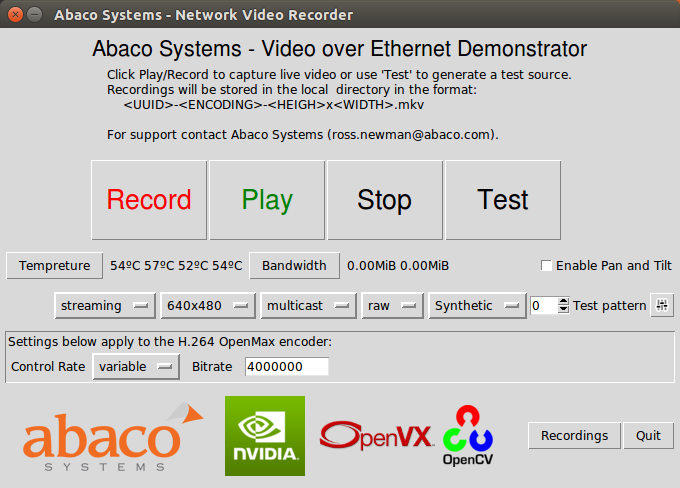 Abaco Systems - Network Video Recorder
Abaco Systems - Video over Ethernet Demonstrator
Click Play/Record to capture live video or use 'Test' to generate a test source.
Recordings will be stored in the local  directory in the format:
<UUID>-<ENCODING>-<HEIGH>x<WIDTH>.mkv
For support contact Abaco Systems (ross.newman@abaco.com).
Record Play Stop Test
Tempreture 54ºC 57ºC 52ºC 54ºC Bandwidth 0.00MiB 0.00MiB Enable Pan and Tilt
streaming 640x480 multicast raw Synthetic 0 Test pattern
Settings below apply to the H.264 OpenMax encoder:
Control Rate variable Bitrate 4000000
abaco
SYSTEMS
NVIDIA.
OpenVX
OpenCV
Recordings Quit